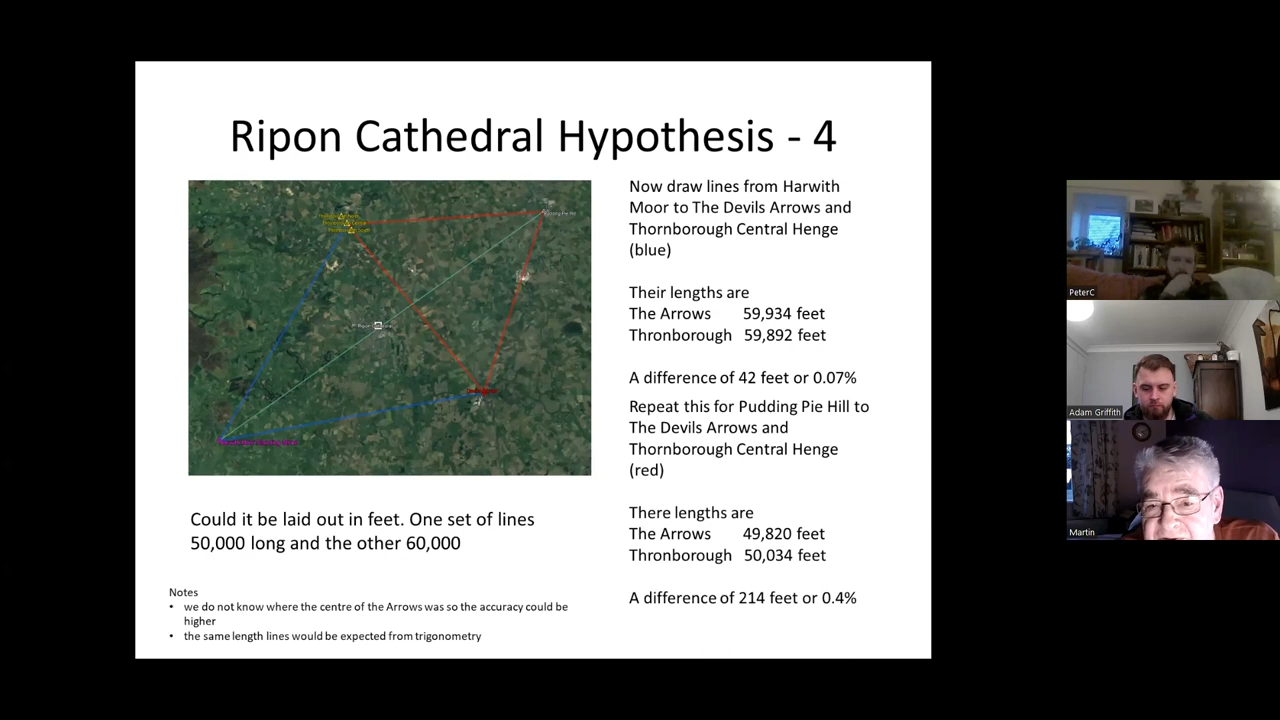 Ripon Cathedral Hypothesis - 4
Now draw lines from Harwith
Moor to The Devils Arrows and
Thornborough Central Henge
(blue)
Their lengths are
The Arrows 59,934 feet
Thronborough 59,892 feet
A difference of 42 feet or 0.07%
Repeat this for Pudding Pie Hill to
The Devils Arrows and
Thornborough Central Henge
(red)
There lengths are
The Arrows 49,820 feet
Thronborough 50,034 feet
A difference of 214 feet or 0.4%
Could it be laid out in feet. One set of lines
50,000 long and the other 60,000
Notes
• we do not know where the centre of the Arrows was so the accuracy could be
higher
• the same length lines would be expected from trigonometry
PeterC
Adam Griffith
Martin